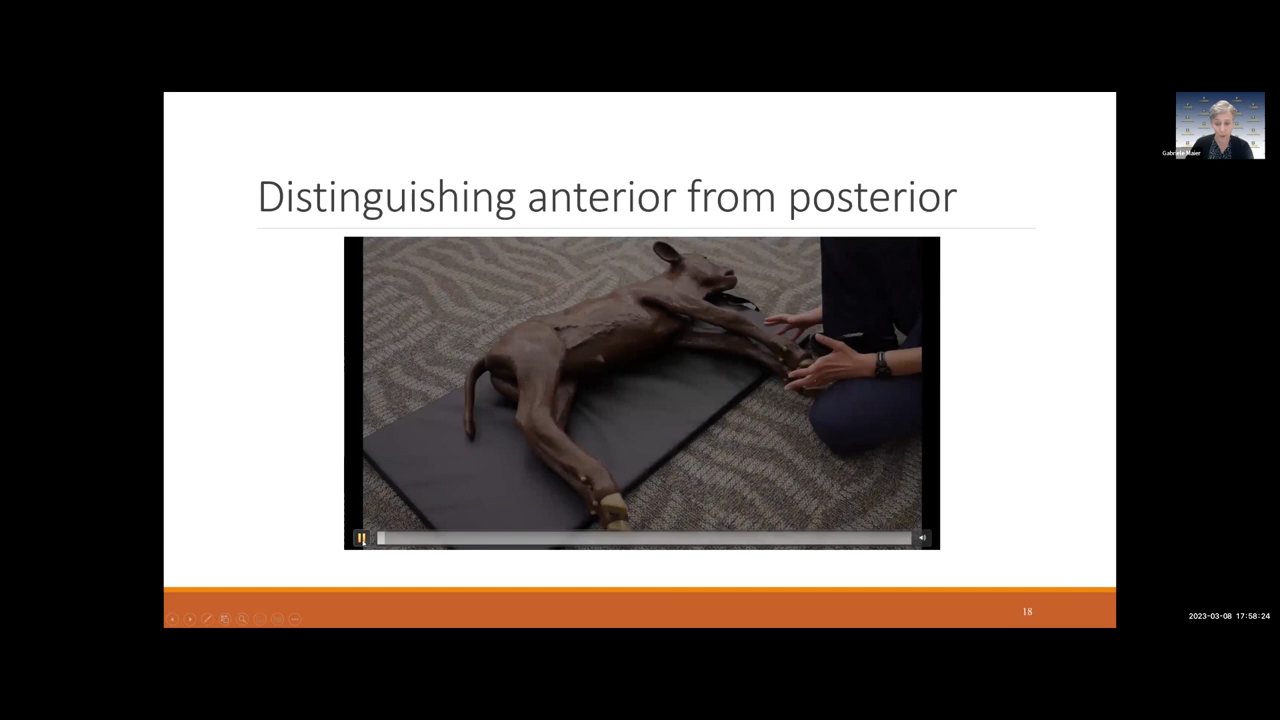 Distinguishing anterior from posterior
Gabriele Maier
18
2023-03-08 17:58:24